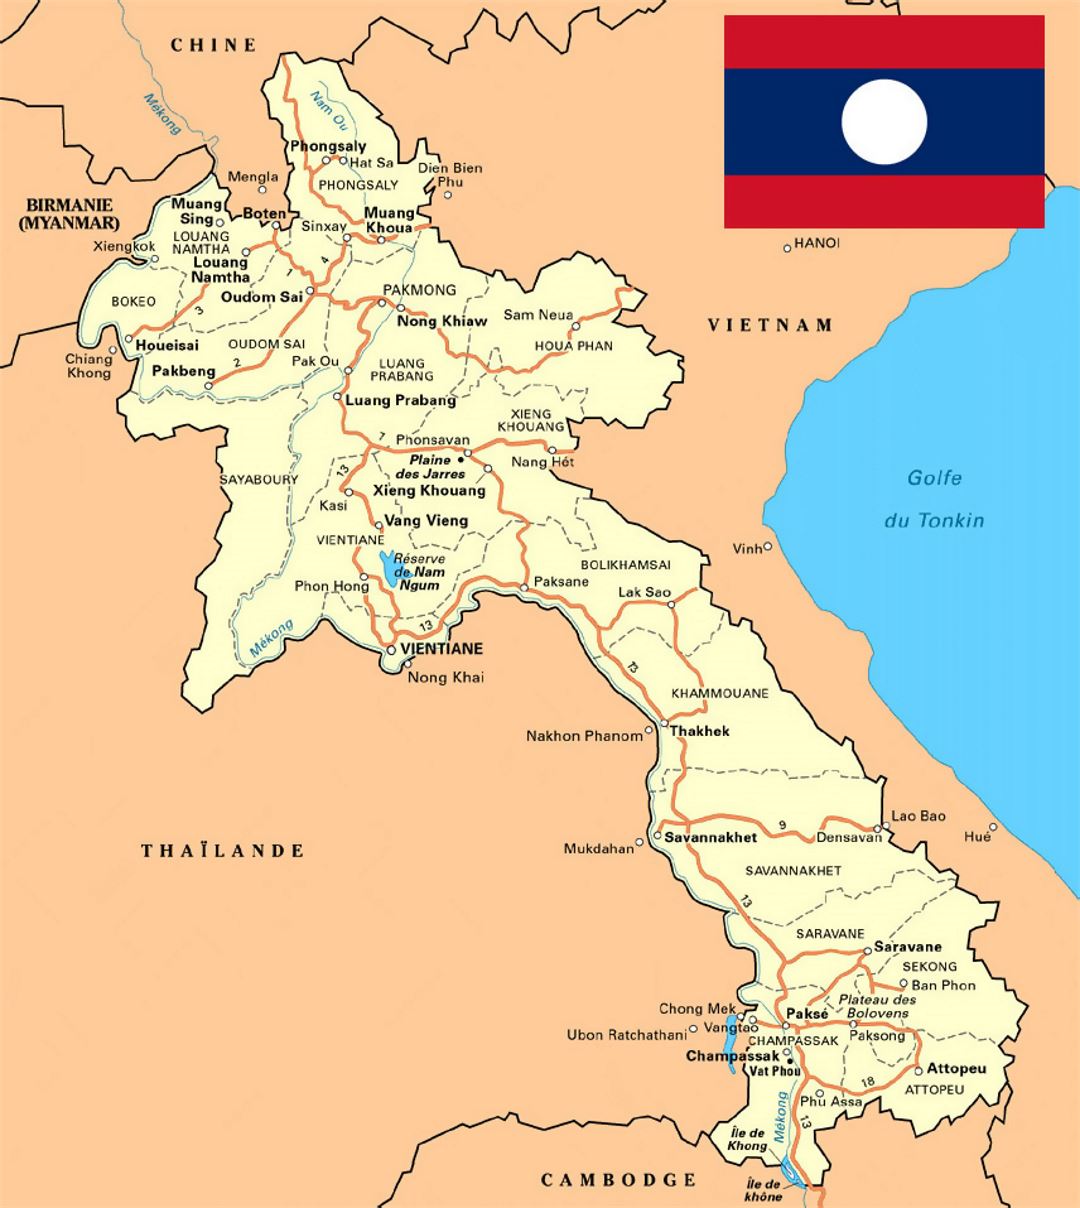 CHINE
Mékong
Nam Ou
Phongsaly
Hat Sa
Dien Bien
Phu
Mengla
PHONGSALY
BIRMANIE
(MYANMAR)
Muang
Sing
Boten
Muang
Khoua
Sinxay
HANOI
Xiengkok
LOUANG
NAMTHA
Louang
Namtha
1
4
Oudom Sai
PAKMONG
BOKEO
3
Nong Khiaw
Sam Neua
VIETNAM
Houeisai
OUDOM SAI
HOUA PHAN
Chiang
Khong
2
Pak Ou
Pakbeng
LUANG
PRABANG
Luang Prabang
XIENG
KHOUANG
7
Phonsavan
Plaine
des Jarres
Nang Hét
13
SAYABOURY
Xieng Khouang
Golfe
du Tonkin
Kasi
Vang Vieng
VIENTIANE
Vinh
Réserve
de Nam
Ngum
BOLIKHAMSAI
Phon Hong
Paksane
Lak Sao
13
Mékong
VIENTIANE
13
Nong Khai
KHAMMOUANE
Nakhon Phanom
Thakhek
Lao Bao
9
Savannakhet
Densavan
Hué
Mukdahan
THAÏLANDE
SAVANNAKHET
13
SARAVANE
Saravane
SEKONG
Ban Phon
Plateau des
Bolovens
Chong Mek
Paksé
Ubon Ratchathani
Vangtao
CHAMPASSAK
Paksong
Champassak
Vat Phou
Attopeu
18
ATTOPEU
Phu Assa
Mékong
13
Île de
Khong
CAMBODGE
Île de
khône